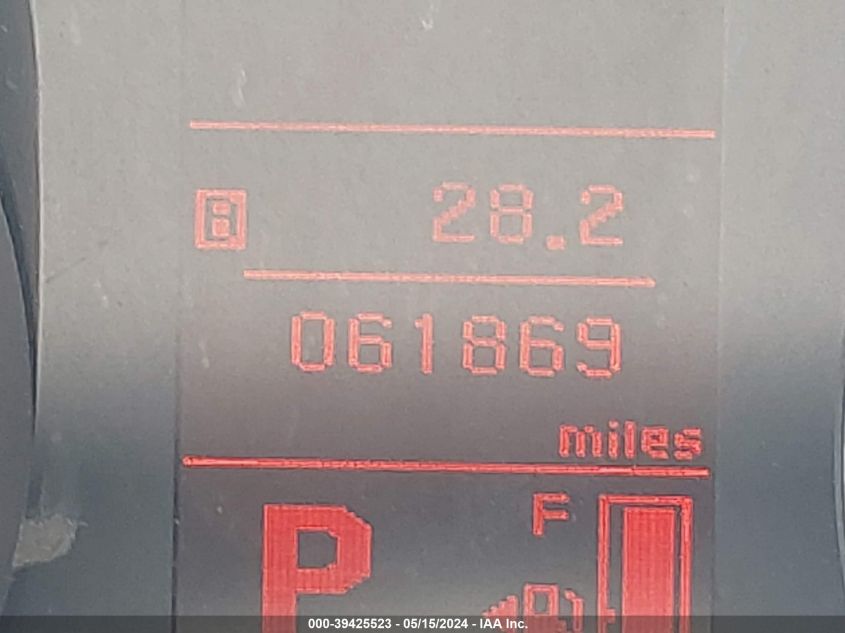 B 28.2
061869
miles
P F
000-39425523 - 05/15/2024 - IAA Inc.